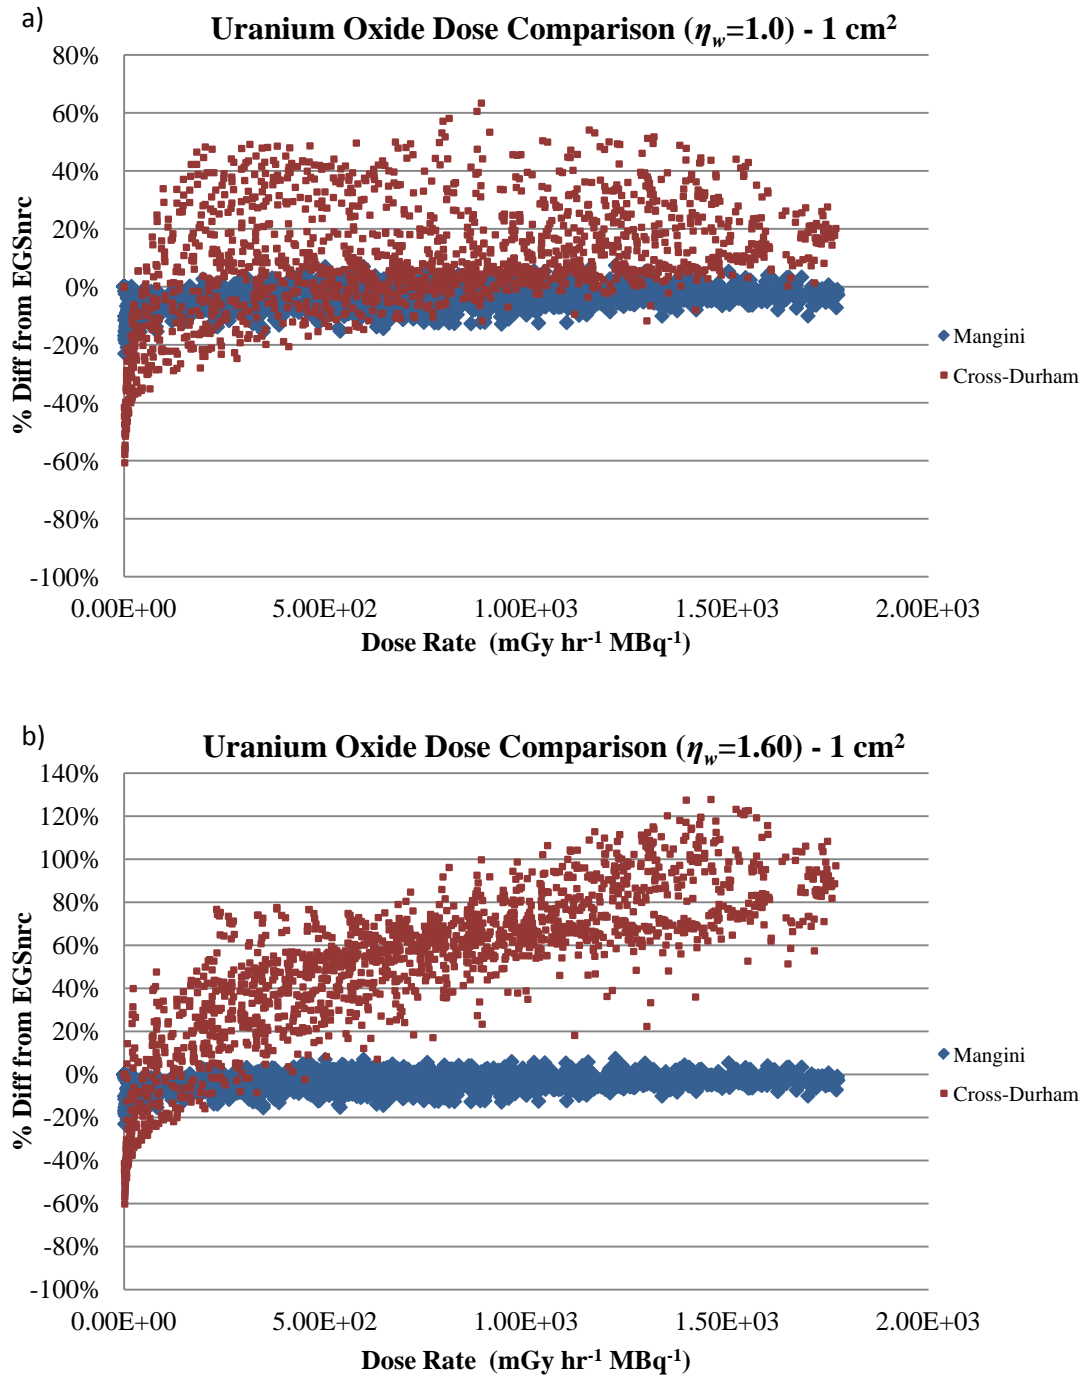 a)
Uranium Oxide Dose Comparison (ηw=1.0) - 1 cm²
80%
60%
40%
20%
0%
-20%
-40%
-60%
-80%
-100%
% Diff from EGSnrc
0.00E+00 5.00E+02 1.00E+03 1.50E+03 2.00E+03
Dose Rate (mGy hr⁻¹ MBq⁻¹)
Mangini
Cross-Durham
b)
Uranium Oxide Dose Comparison (ηw=1.60) - 1 cm²
140%
120%
100%
80%
60%
40%
20%
0%
-20%
-40%
-60%
-80%
-100%
% Diff from EGSnrc
0.00E+00 5.00E+02 1.00E+03 1.50E+03 2.00E+03
Dose Rate (mGy hr⁻¹ MBq⁻¹)
Mangini
Cross-Durham